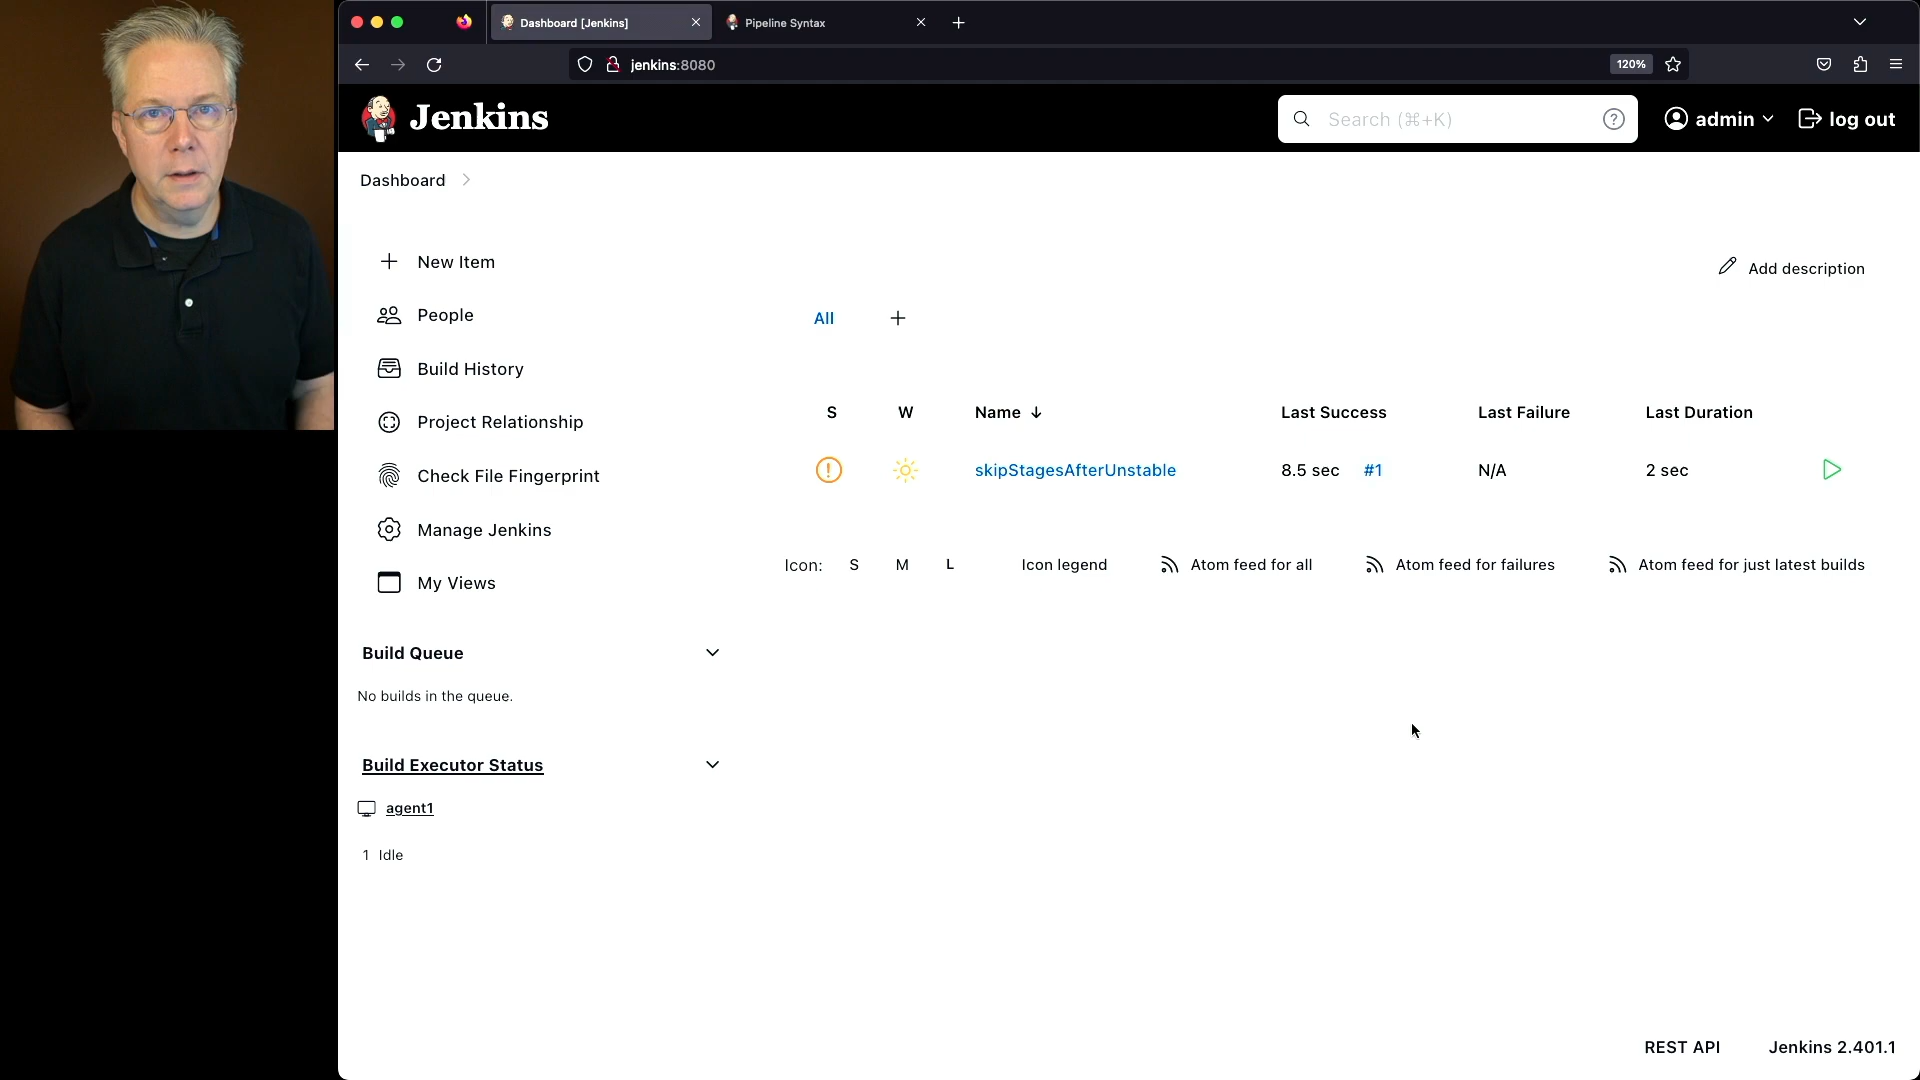 Dashboard [Jenkins]
Pipeline Syntax
jenkins:8080
120%
Jenkins
Search (⌘+K)
admin
log out
Dashboard
New Item
People
Build History
Project Relationship
Check File Fingerprint
Manage Jenkins
My Views
Add description
All
S W Name ↓ Last Success Last Failure Last Duration
skipStagesAfterUnstable 8.5 sec #1 N/A 2 sec
Icon: S M L Icon legend Atom feed for all Atom feed for failures Atom feed for just latest builds
Build Queue
No builds in the queue.
Build Executor Status
agent1
1 Idle
REST API Jenkins 2.401.1